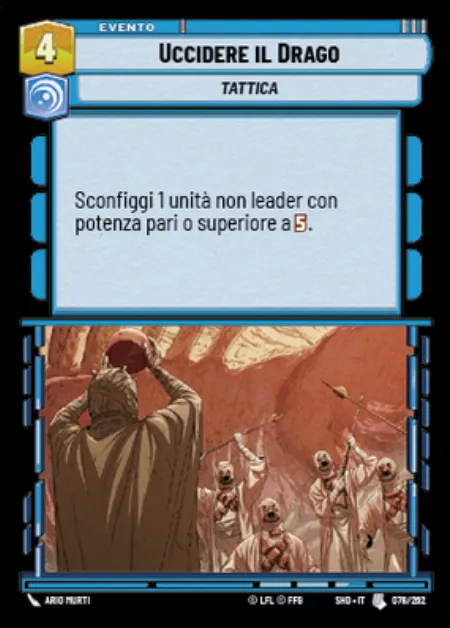 EVENTO
4
UCCIDERE IL DRAGO
TATTICA
Sconfiggi 1 unità non leader con
potenza pari o superiore a 5.
ARIO MURTI
© LFL © FFG
SHD • IT
076/262